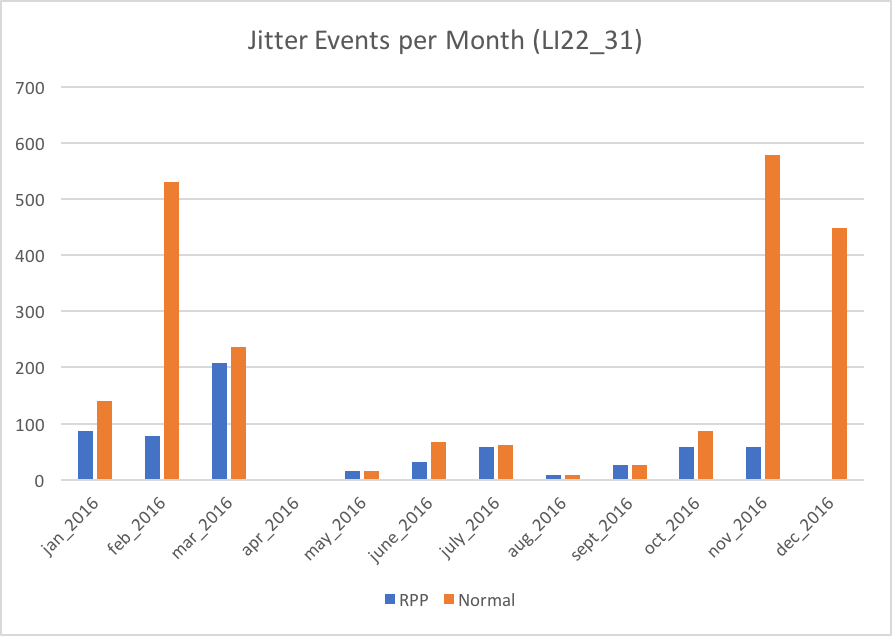 Jitter Events per Month (LI22_31)
700
600
500
400
300
200
100
0
jan_2016
feb_2016
mar_2016
apr_2016
may_2016
june_2016
july_2016
aug_2016
sept_2016
oct_2016
nov_2016
dec_2016
RPP Normal